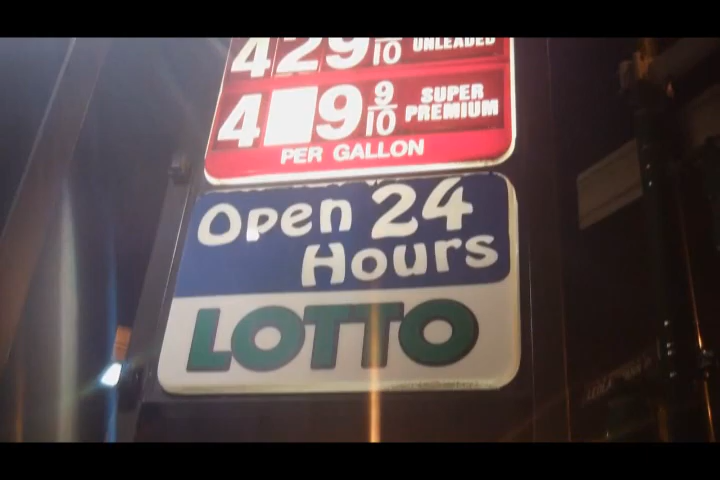 4 29 9/10 UNLEADED
4 9 9/10 SUPER PREMIUM
PER GALLON
Open 24
Hours
LOTTO